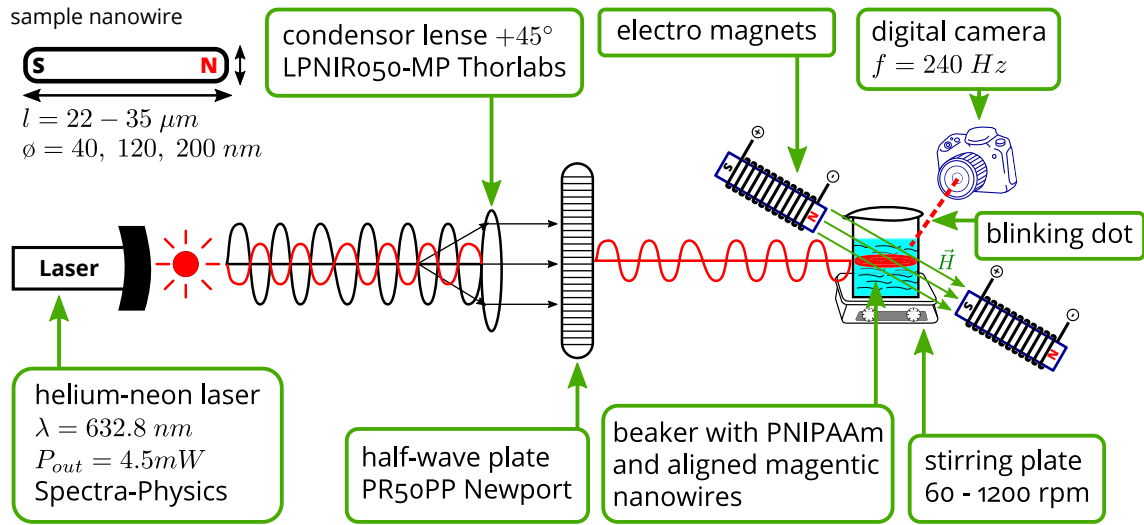 sample nanowire
S N
l = 22 − 35 μm
ø = 40, 120, 200 nm
condensor lense +45°
LPNIR050-MP Thorlabs
electro magnets
digital camera
f = 240 Hz
S
N
+
-
blinking dot
Laser
H⃗
S
N
+
-
helium-neon laser
λ = 632.8 nm
P_out = 4.5mW
Spectra-Physics
half-wave plate
PR50PP Newport
beaker with PNIPAAm
and aligned magentic
nanowires
stirring plate
60 - 1200 rpm